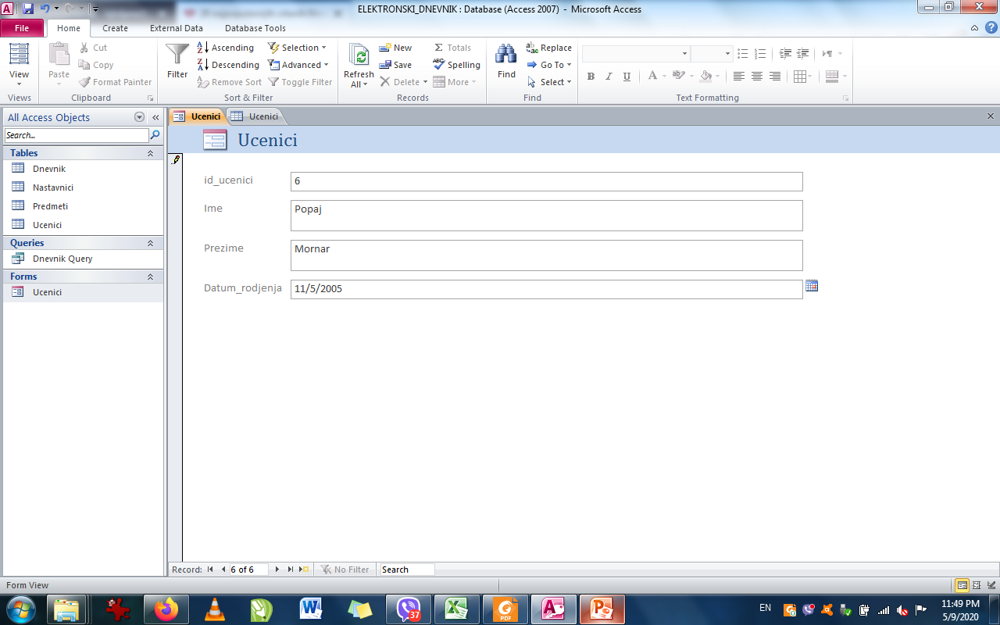 ELEKTRONSKI_DNEVNIK : Database (Access 2007) - Microsoft Access
File Home Create External Data Database Tools
View
Views
Paste
Cut
Copy
Format Painter
Clipboard
Filter
Ascending
Descending
Remove Sort
Selection
Advanced
Toggle Filter
Sort & Filter
Refresh
All
New
Save
Delete
Totals
Spelling
More
Records
Find
Replace
Go To
Select
Find
B I U A
Text Formatting
All Access Objects
Search...
Tables
Dnevnik
Nastavnici
Predmeti
Ucenici
Queries
Dnevnik Query
Forms
Ucenici
Ucenici Ucenici
Ucenici
id_ucenici 6
Ime Popaj
Prezime Mornar
Datum_rodjenja 11/5/2005
Record: 6 of 6 No Filter Search
Form View
37
PDF
EN
11:49 PM
5/9/2020